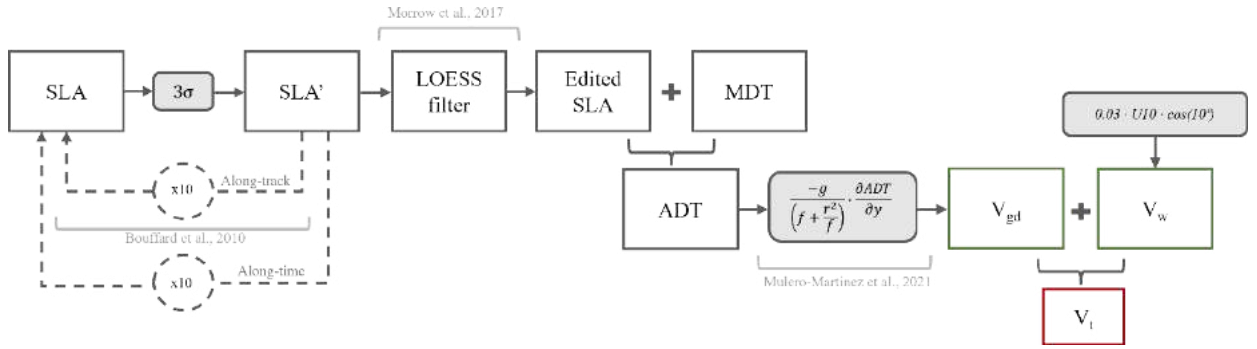 Morrow et al., 2017
SLA
3σ
SLA'
LOESS
filter
Edited
SLA
+
MDT
0.03 · U10 · cos(10º)
x10
Along-track
Bouffard et al., 2010
x10
Along-time
ADT
-g / (f + r²/f) · ∂ADT/∂y
V_gd
+
V_w
Mulero-Martinez et al., 2021
V_t